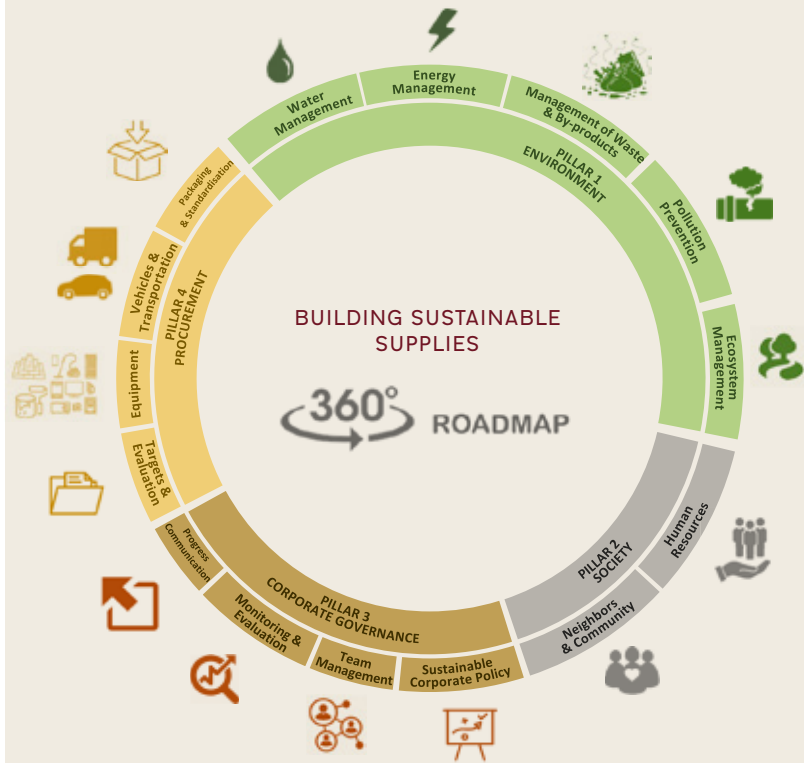 BUILDING SUSTAINABLE
SUPPLIES
360°
ROADMAP
PILLAR 1
ENVIRONMENT
Water
Management
Energy
Management
Management of Waste
& By-products
Pollution
Prevention
Ecosystem
Management
PILLAR 2
SOCIETY
Human
Resources
Neighbors
& Community
PILLAR 3
CORPORATE GOVERNANCE
Sustainable
Corporate Policy
Team
Management
Monitoring &
Evaluation
Progress
Communication
PILLAR 4
PROCUREMENT
Targets &
Evaluation
Equipment
Vehicles &
Transportation
Packaging
& Standardisation